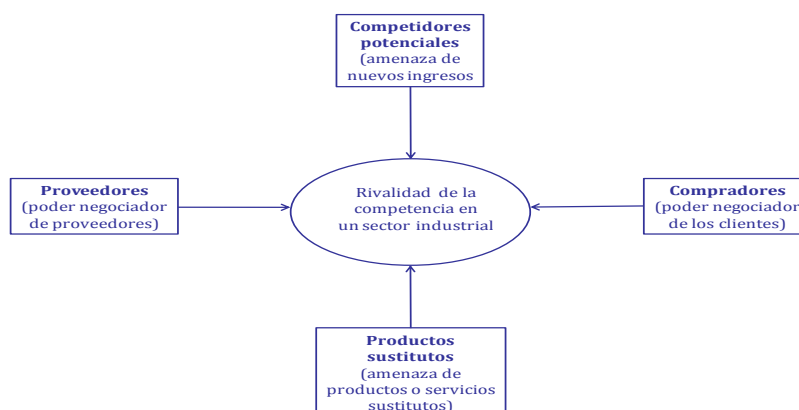 Competidores
potenciales
(amenaza de
nuevos ingresos
Proveedores
(poder negociador
de proveedores)
Rivalidad de la
competencia en
un sector industrial
Compradores
(poder negociador
de los clientes)
Productos
sustitutos
(amenaza de
productos o servicios
sustitutos)